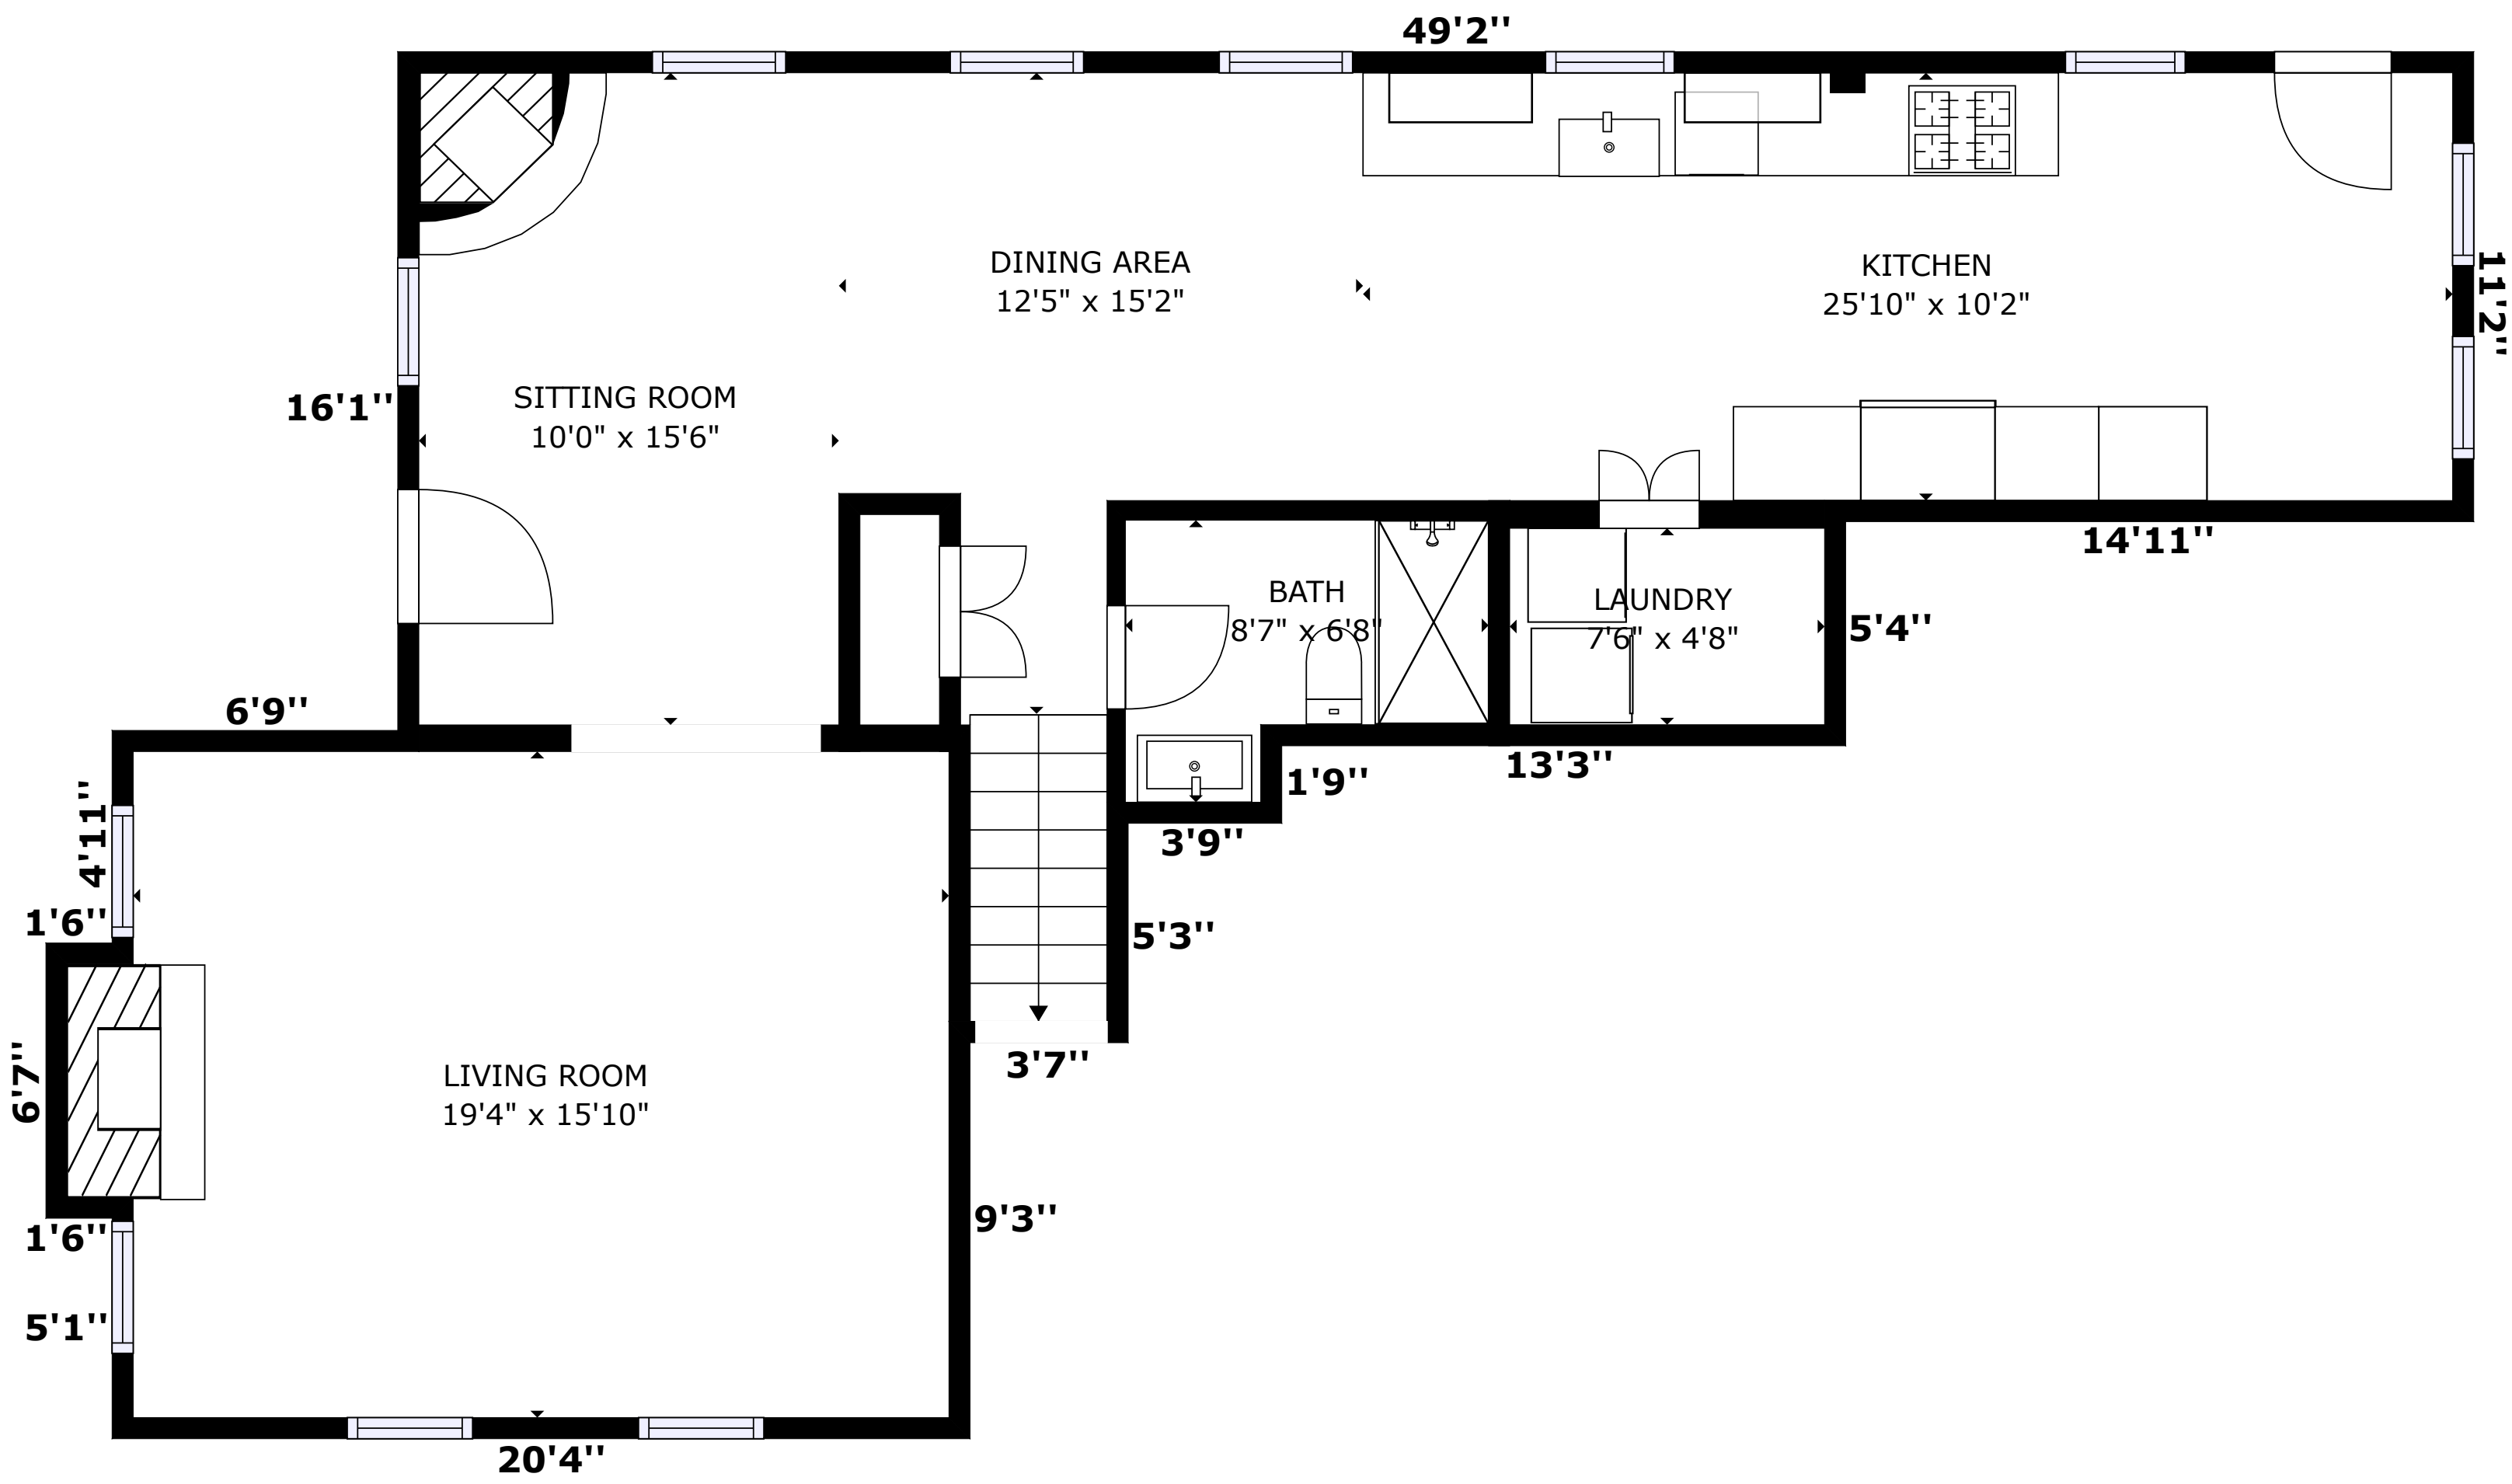 49'2''
DINING AREA
12'5" x 15'2"
KITCHEN
25'10" x 10'2"
11'2''
SITTING ROOM
10'0" x 15'6"
16'1''
14'11''
BATH
8'7" x 6'8"
LAUNDRY
7'6" x 4'8"
5'4''
6'9''
13'3''
1'9''
4'11''
3'9''
1'6''
5'3''
3'7''
LIVING ROOM
19'4" x 15'10"
6'7''
9'3''
1'6''
5'1''
20'4''